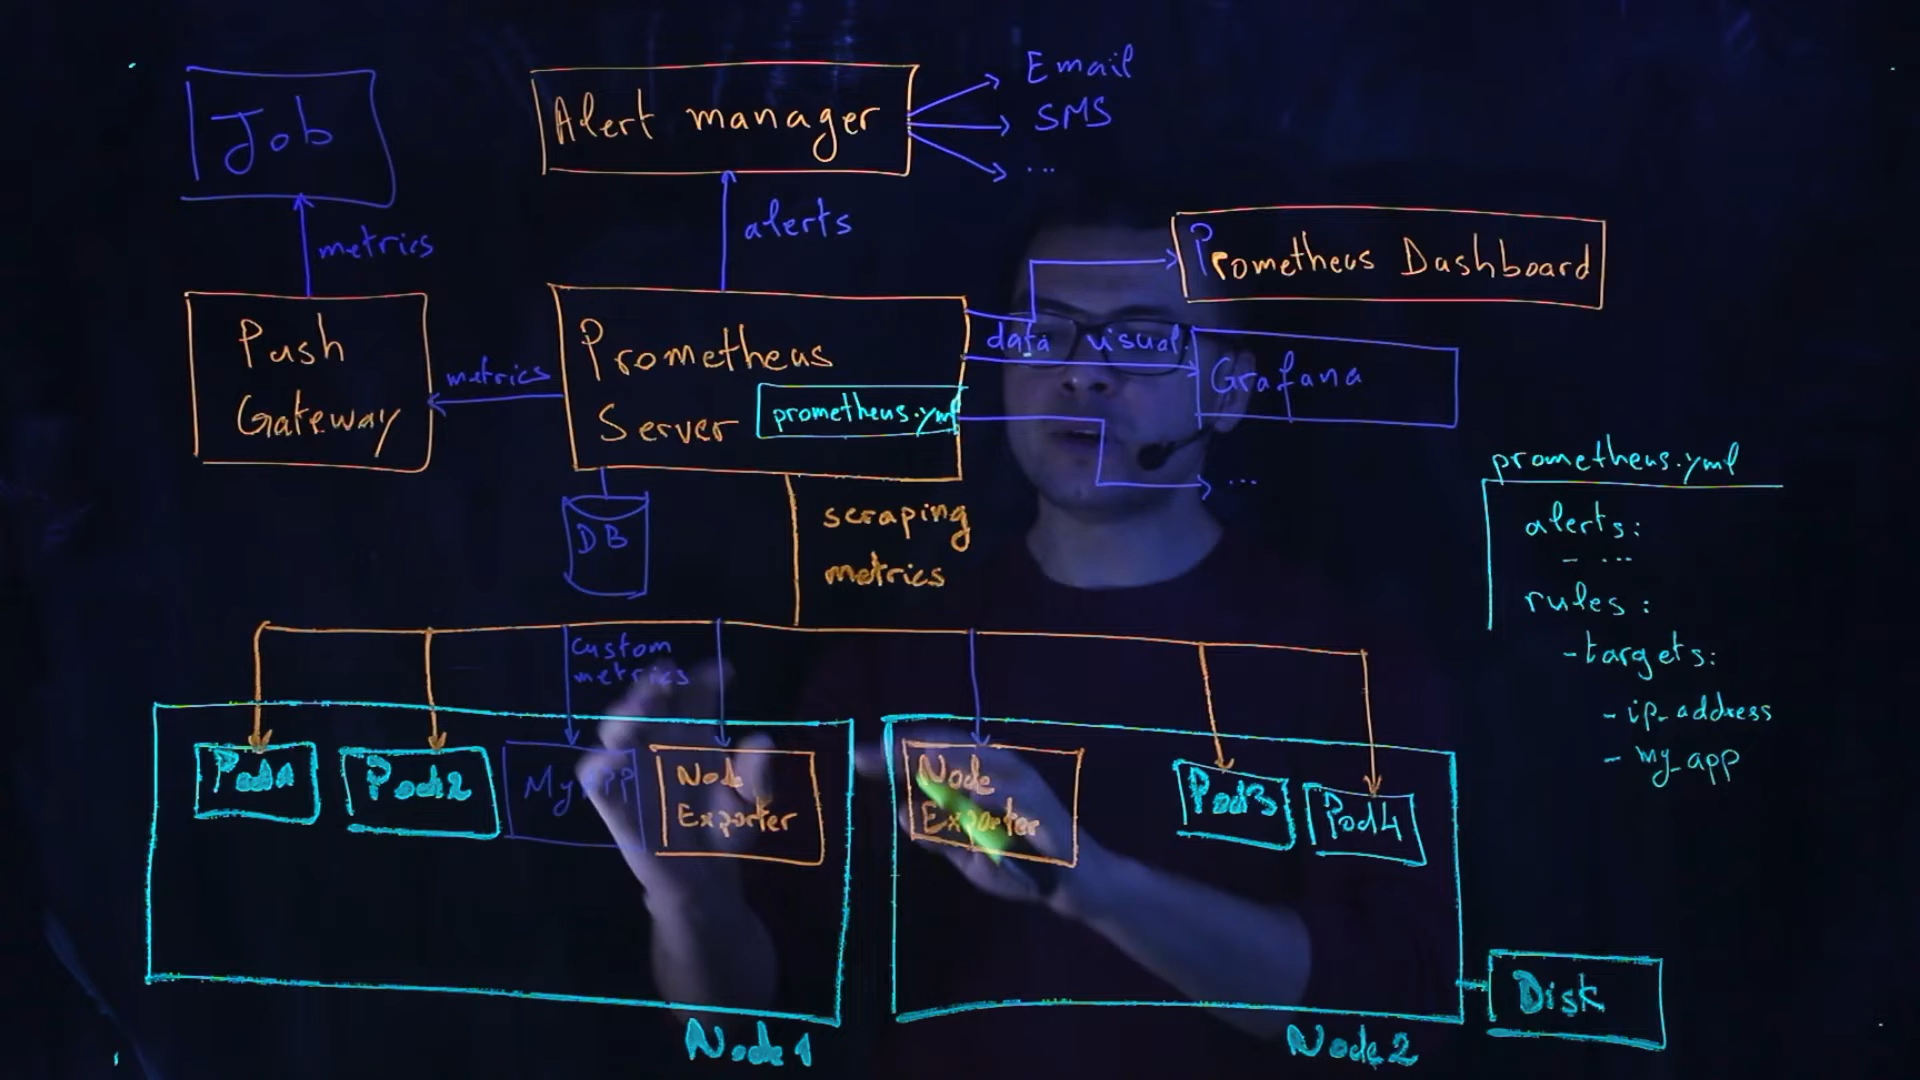 Job
Alert manager
Email
SMS
...
metrics
alerts
Prometheus Dashboard
Push
Gateway
metrics
Prometheus
Server
prometheus.yml
data visual.
Grafana
...
DB
scraping
metrics
prometheus.yml
alerts:
- ...
rules:
- targets:
- ip_address
- my_app
custom
metrics
Pod1
Pod2
My APP
Node
Exporter
Node
Exporter
Pod3
Pod4
Disk
Node1
Node2